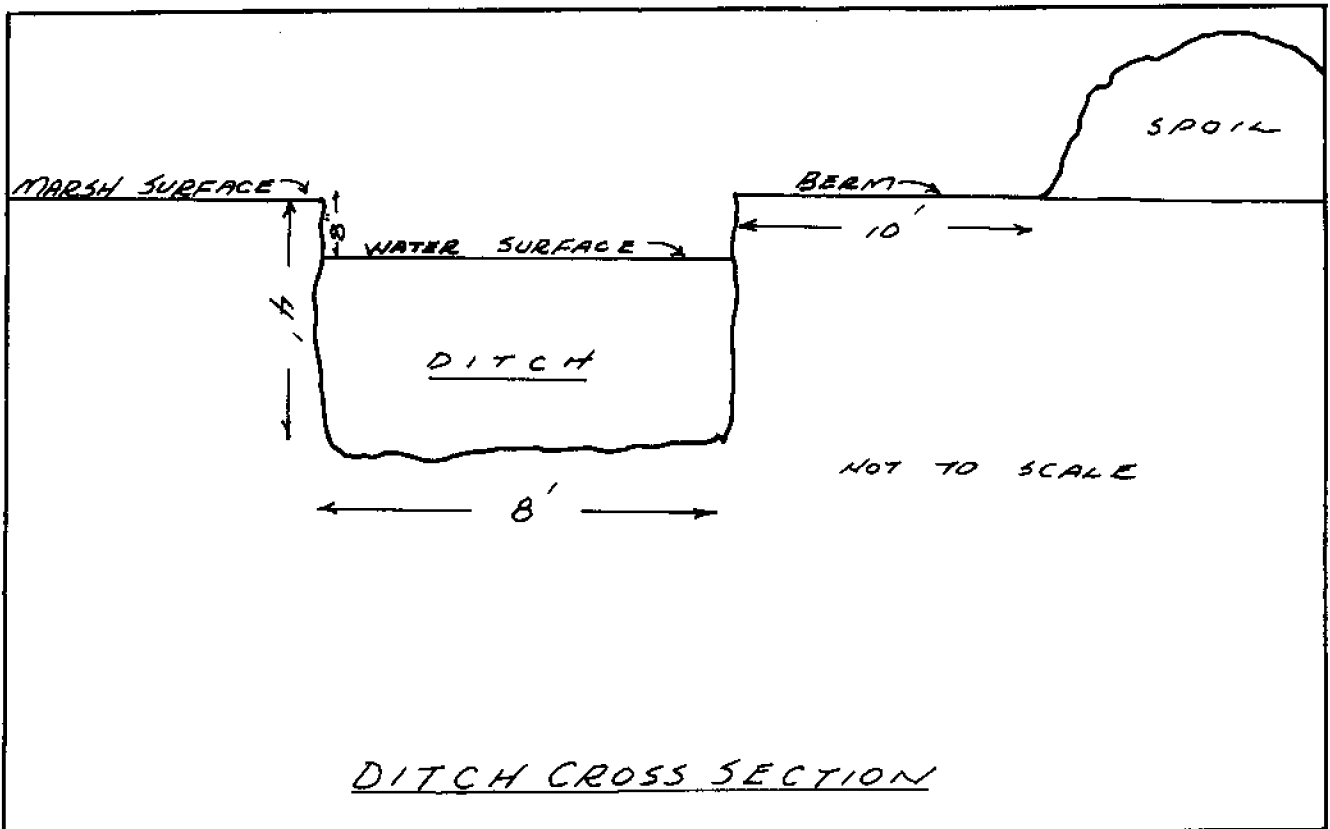 SPOIL
MARSH SURFACE
BERM
8"
10'
WATER SURFACE
4'
DITCH
NOT TO SCALE
8'
DITCH CROSS SECTION